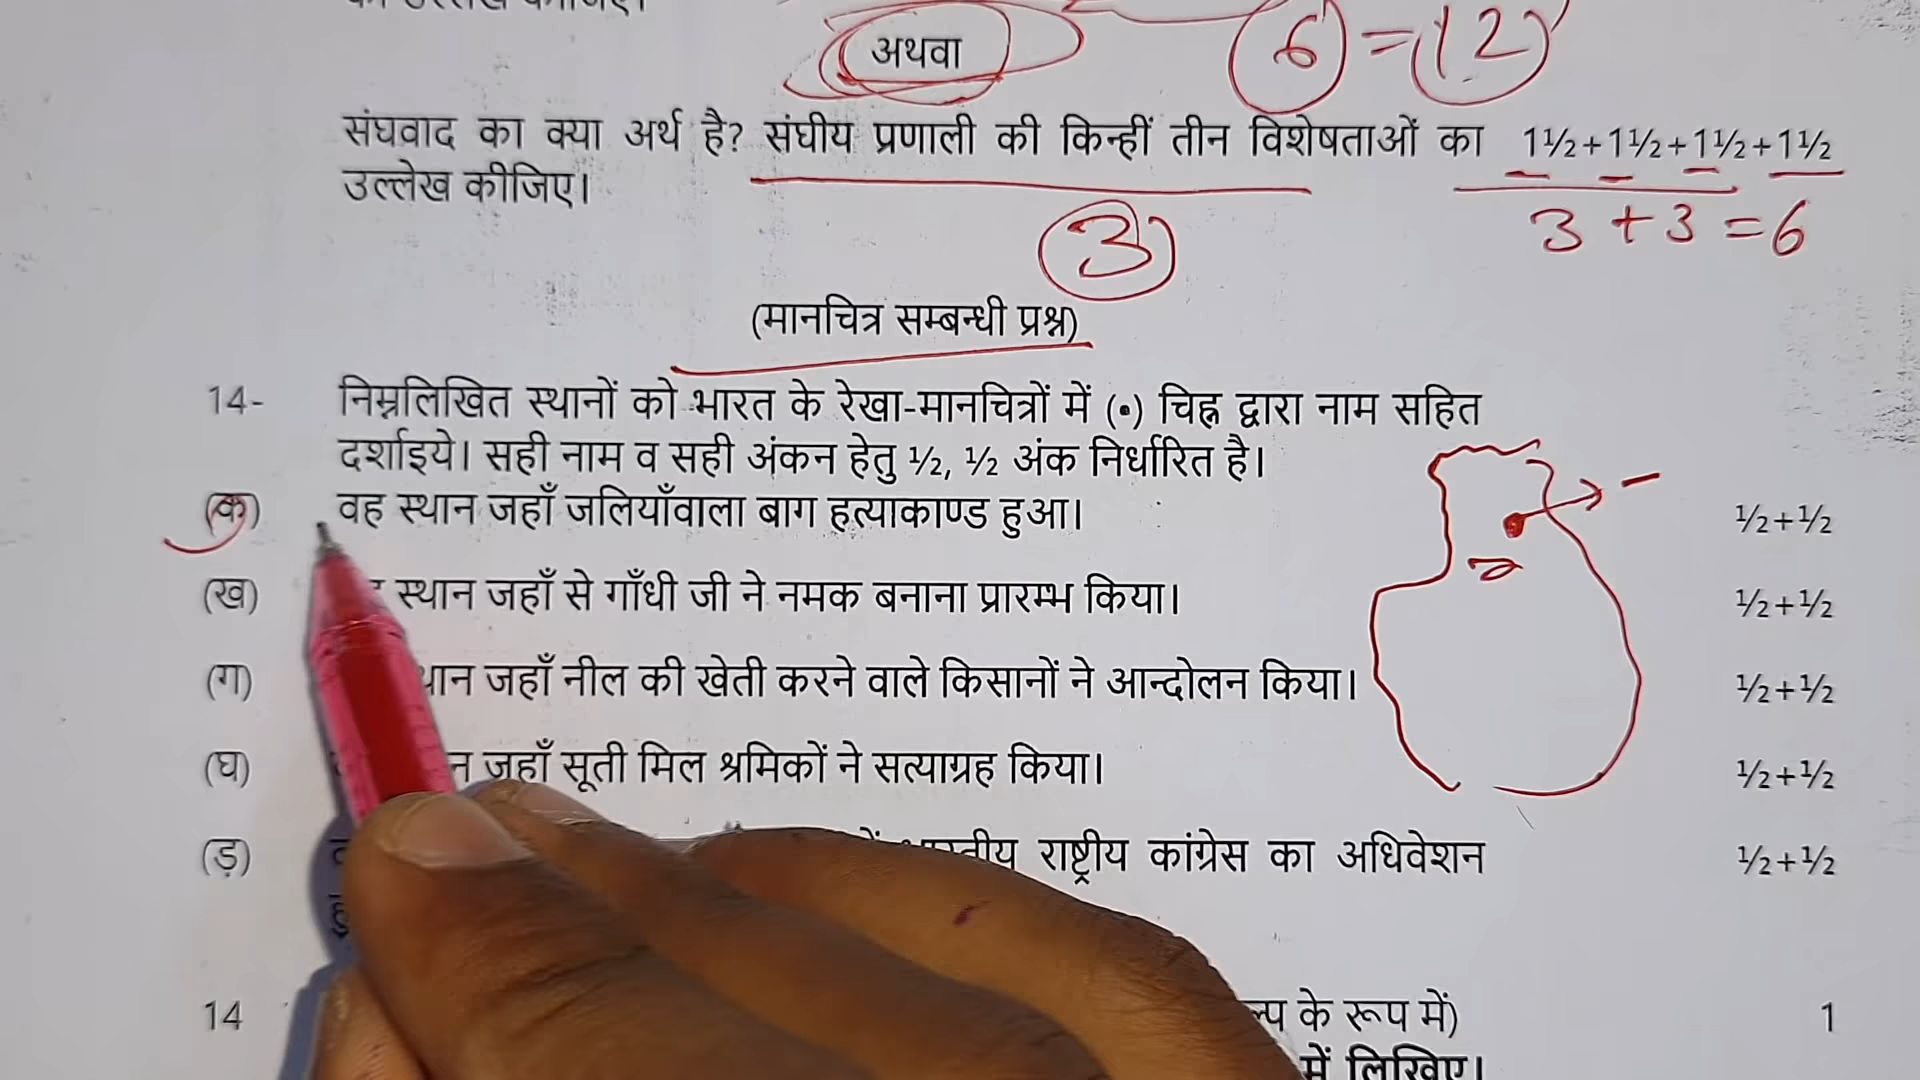 का उल्लेख कीजिए।
अथवा
6 = 12
संघवाद का क्या अर्थ है? संघीय प्रणाली की किन्हीं तीन विशेषताओं का 1½+1½+1½+1½
उल्लेख कीजिए।
3 3 + 3 = 6
(मानचित्र सम्बन्धी प्रश्न)
14- निम्नलिखित स्थानों को भारत के रेखा-मानचित्रों में (•) चिह्न द्वारा नाम सहित
दर्शाइये। सही नाम व सही अंकन हेतु ½, ½ अंक निर्धारित है।
(क) वह स्थान जहाँ जलियाँवाला बाग हत्याकाण्ड हुआ। ½+½
(ख) स्थान जहाँ से गाँधी जी ने नमक बनाना प्रारम्भ किया। ½+½
(ग) जहाँ नील की खेती करने वाले किसानों ने आन्दोलन किया। ½+½
(घ) जहाँ सूती मिल श्रमिकों ने सत्याग्रह किया। ½+½
(ड़) राष्ट्रीय कांग्रेस का अधिवेशन ½+½
14 के रूप में) 1
में लिखिए।